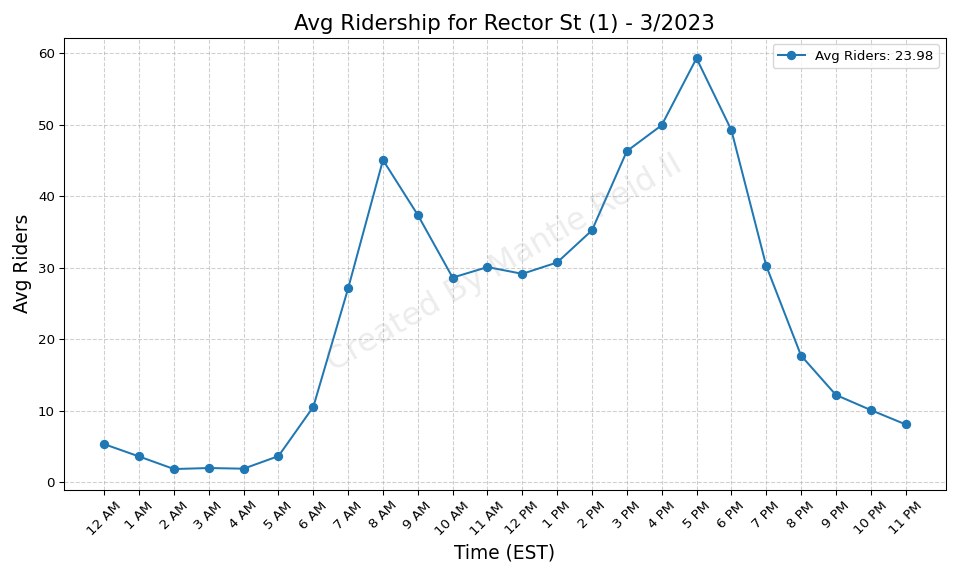 Avg Ridership for Rector St (1) - 3/2023
Avg Riders: 23.98
60
50
40
30
20
10
0
Avg Riders
Created By Mantie Reid II
12 AM
1 AM
2 AM
3 AM
4 AM
5 AM
6 AM
7 AM
8 AM
9 AM
10 AM
11 AM
12 PM
1 PM
2 PM
3 PM
4 PM
5 PM
6 PM
7 PM
8 PM
9 PM
10 PM
11 PM
Time (EST)